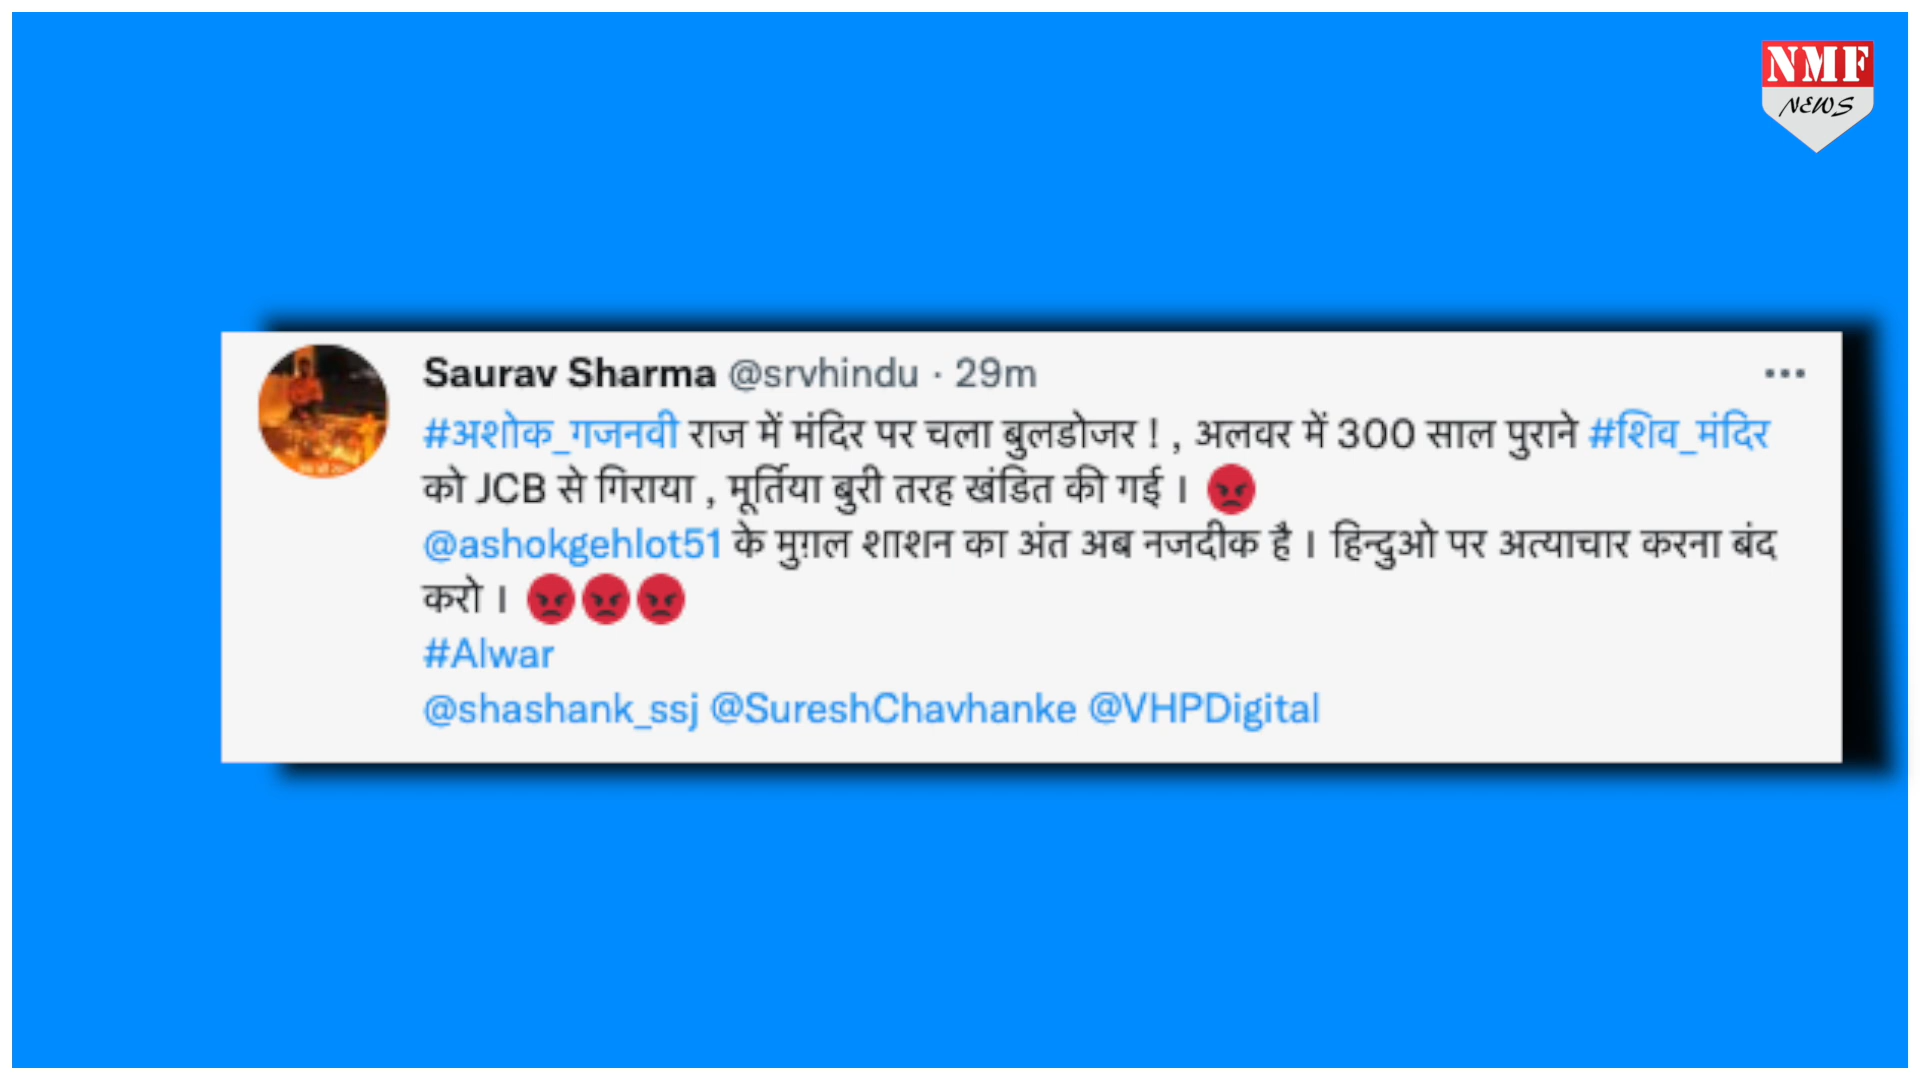 NMF
NEWS
Saurav Sharma @srvhindu · 29m
#अशोक_गजनवी राज में मंदिर पर चला बुलडोजर ! , अलवर में 300 साल पुराने #शिव_मंदिर
को JCB से गिराया , मूर्तिया बुरी तरह खंडित की गई । 😡
@ashokgehlot51 के मुग़ल शाशन का अंत अब नजदीक है । हिन्दुओ पर अत्याचार करना बंद
करो । 😡😡😡
#Alwar
@shashank_ssj @SureshChavhanke @VHPDigital